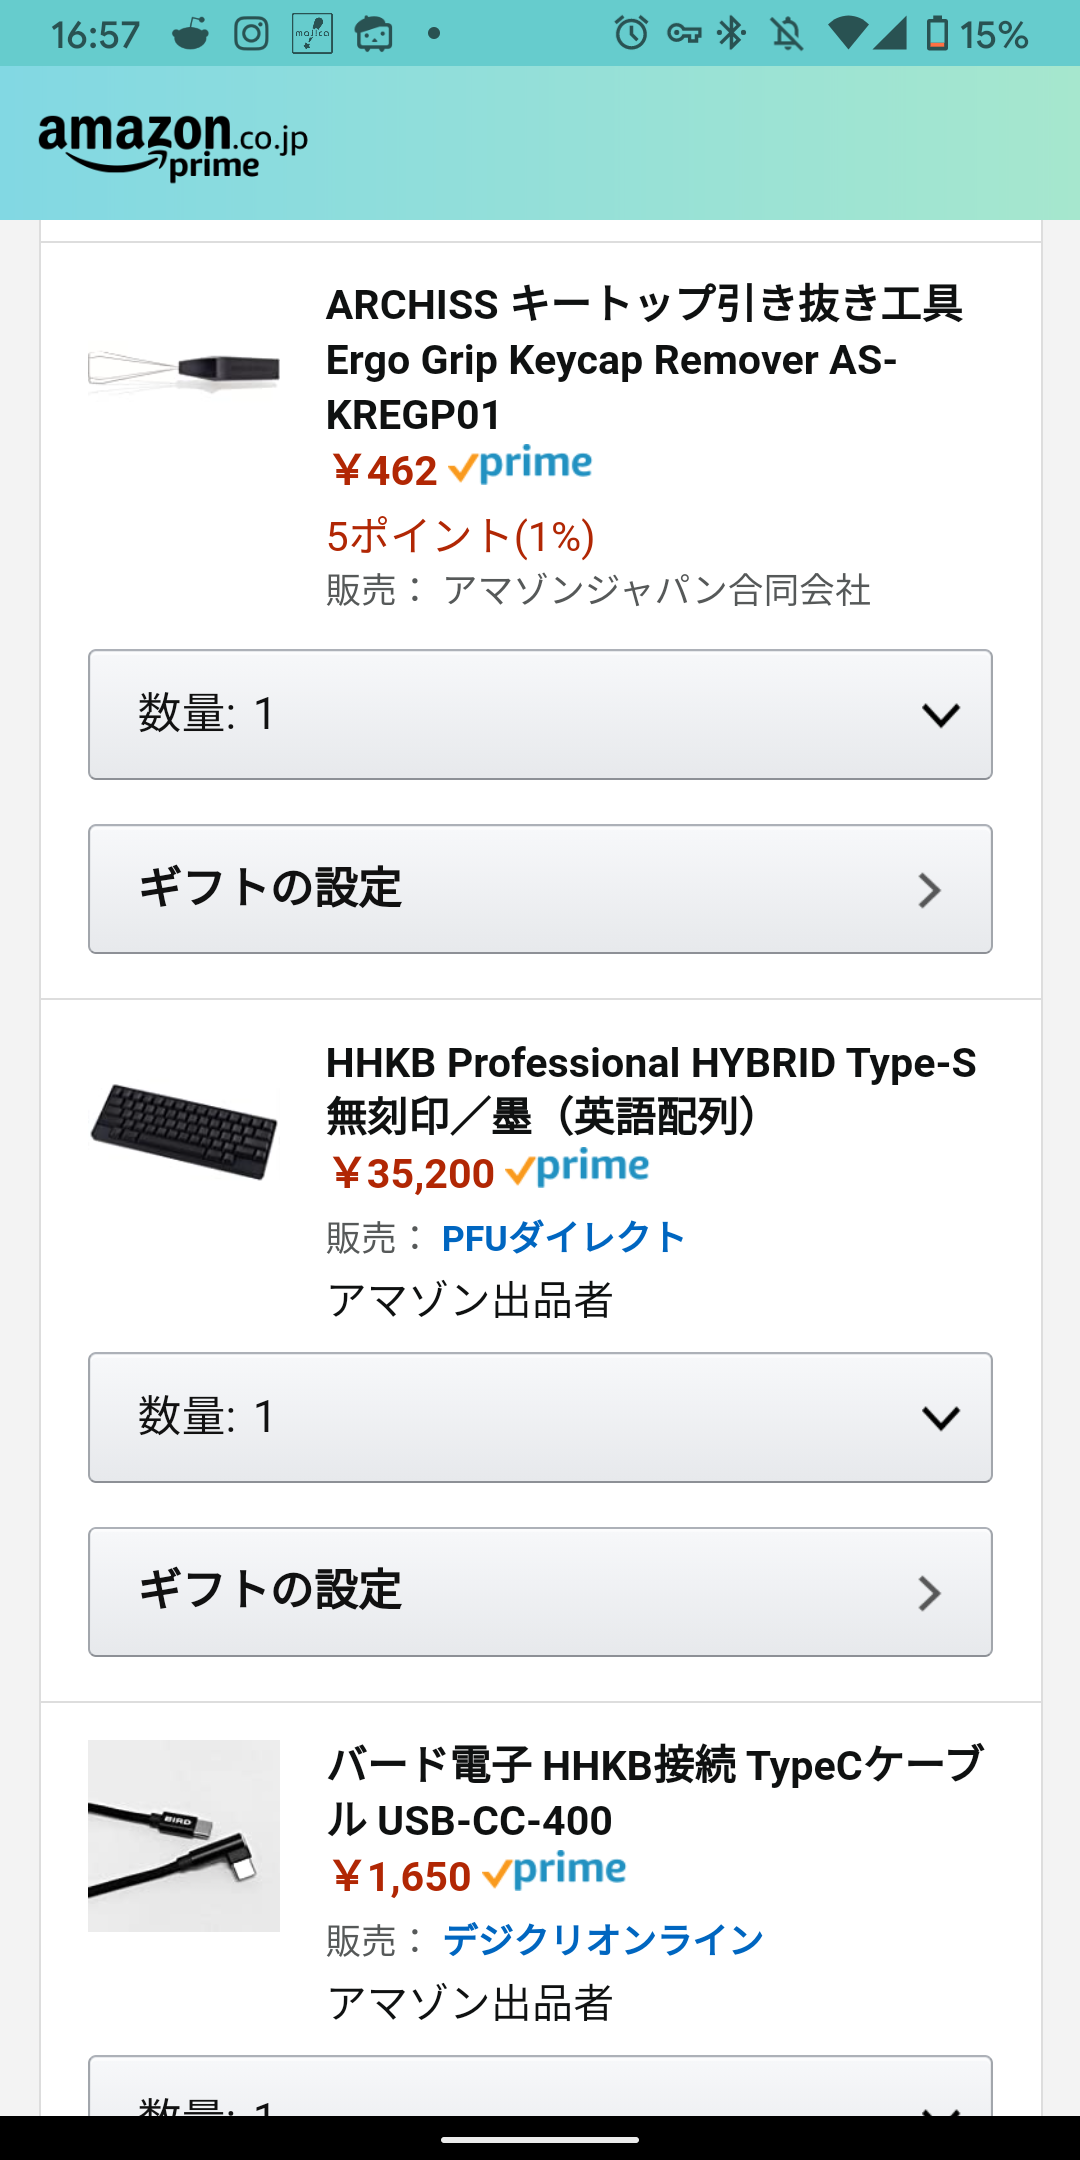 16:57
majica
15%
amazon.co.jp
prime
ARCHISS キートップ引き抜き工具
Ergo Grip Keycap Remover AS-
KREGP01
￥462 prime
5ポイント(1%)
販売： アマゾンジャパン合同会社
数量: 1
ギフトの設定
HHKB Professional HYBRID Type-S
無刻印／墨（英語配列）
￥35,200 prime
販売： PFUダイレクト
アマゾン出品者
数量: 1
ギフトの設定
BIRD
バード電子 HHKB接続 TypeCケーブ
ル USB-CC-400
￥1,650 prime
販売： デジクリオンライン
アマゾン出品者
数量: 1